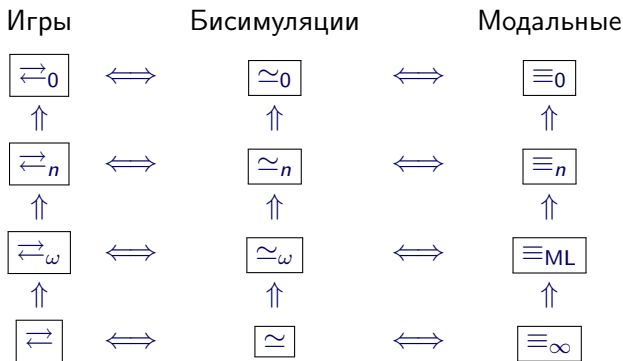 Игры Бисимуляции Модальные
⇄₀ ⟺ ≃₀ ⟺ ≡₀
⇑ ⇑ ⇑
⇄ₙ ⟺ ≃ₙ ⟺ ≡ₙ
⇑ ⇑ ⇑
⇄ω ⟺ ≃ω ⟺ ≡ML
⇑ ⇑ ⇑
⇄ ⟺ ≃ ⟺ ≡∞